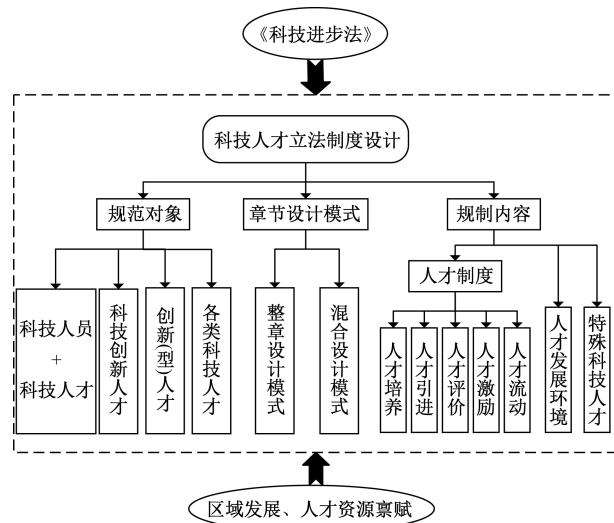 《科技进步法》
科技人才立法制度设计
规范对象
章节设计模式
规制内容
人才制度
科技人员
+
科技人才
科技创新人才
创新(型)人才
各类科技人才
整章设计模式
混合设计模式
人才培养
人才引进
人才评价
人才激励
人才流动
人才发展环境
特殊科技人才
区域发展、人才资源禀赋